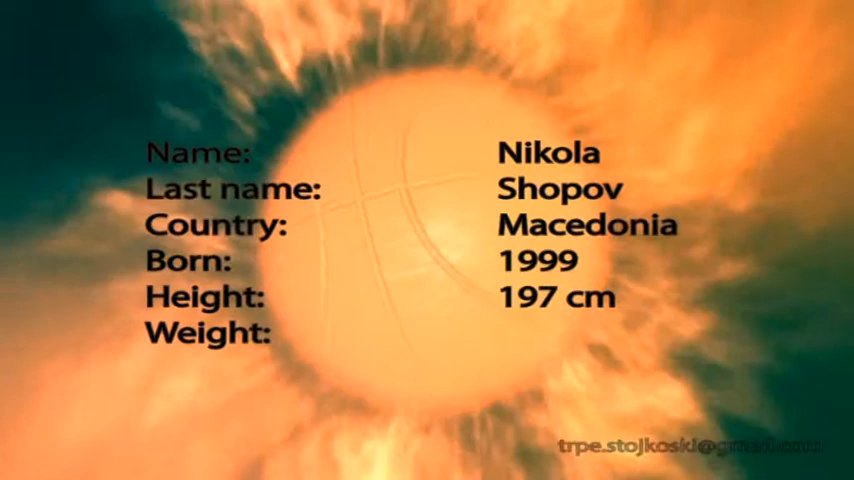 Name: Nikola
Last name: Shopov
Country: Macedonia
Born: 1999
Height: 197 cm
Weight:
trpe.stojkoski@gmail.com